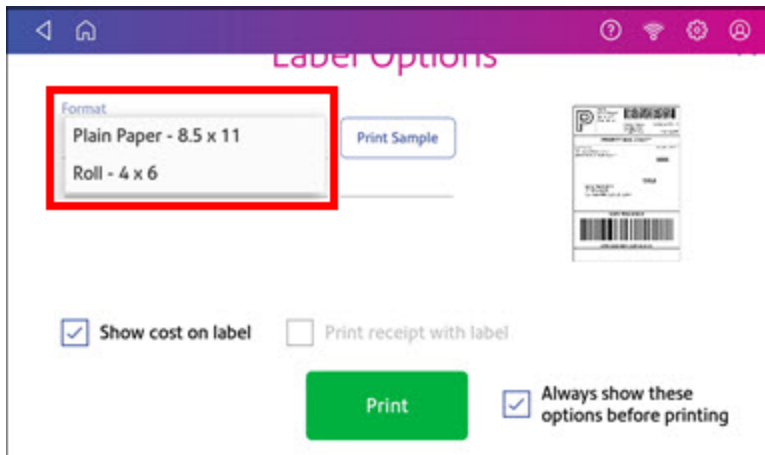 Label Options
Format
Plain Paper - 8.5 x 11
Print Sample
Roll - 4 x 6
P
Show cost on label
Print receipt with label
Print
Always show these
options before printing